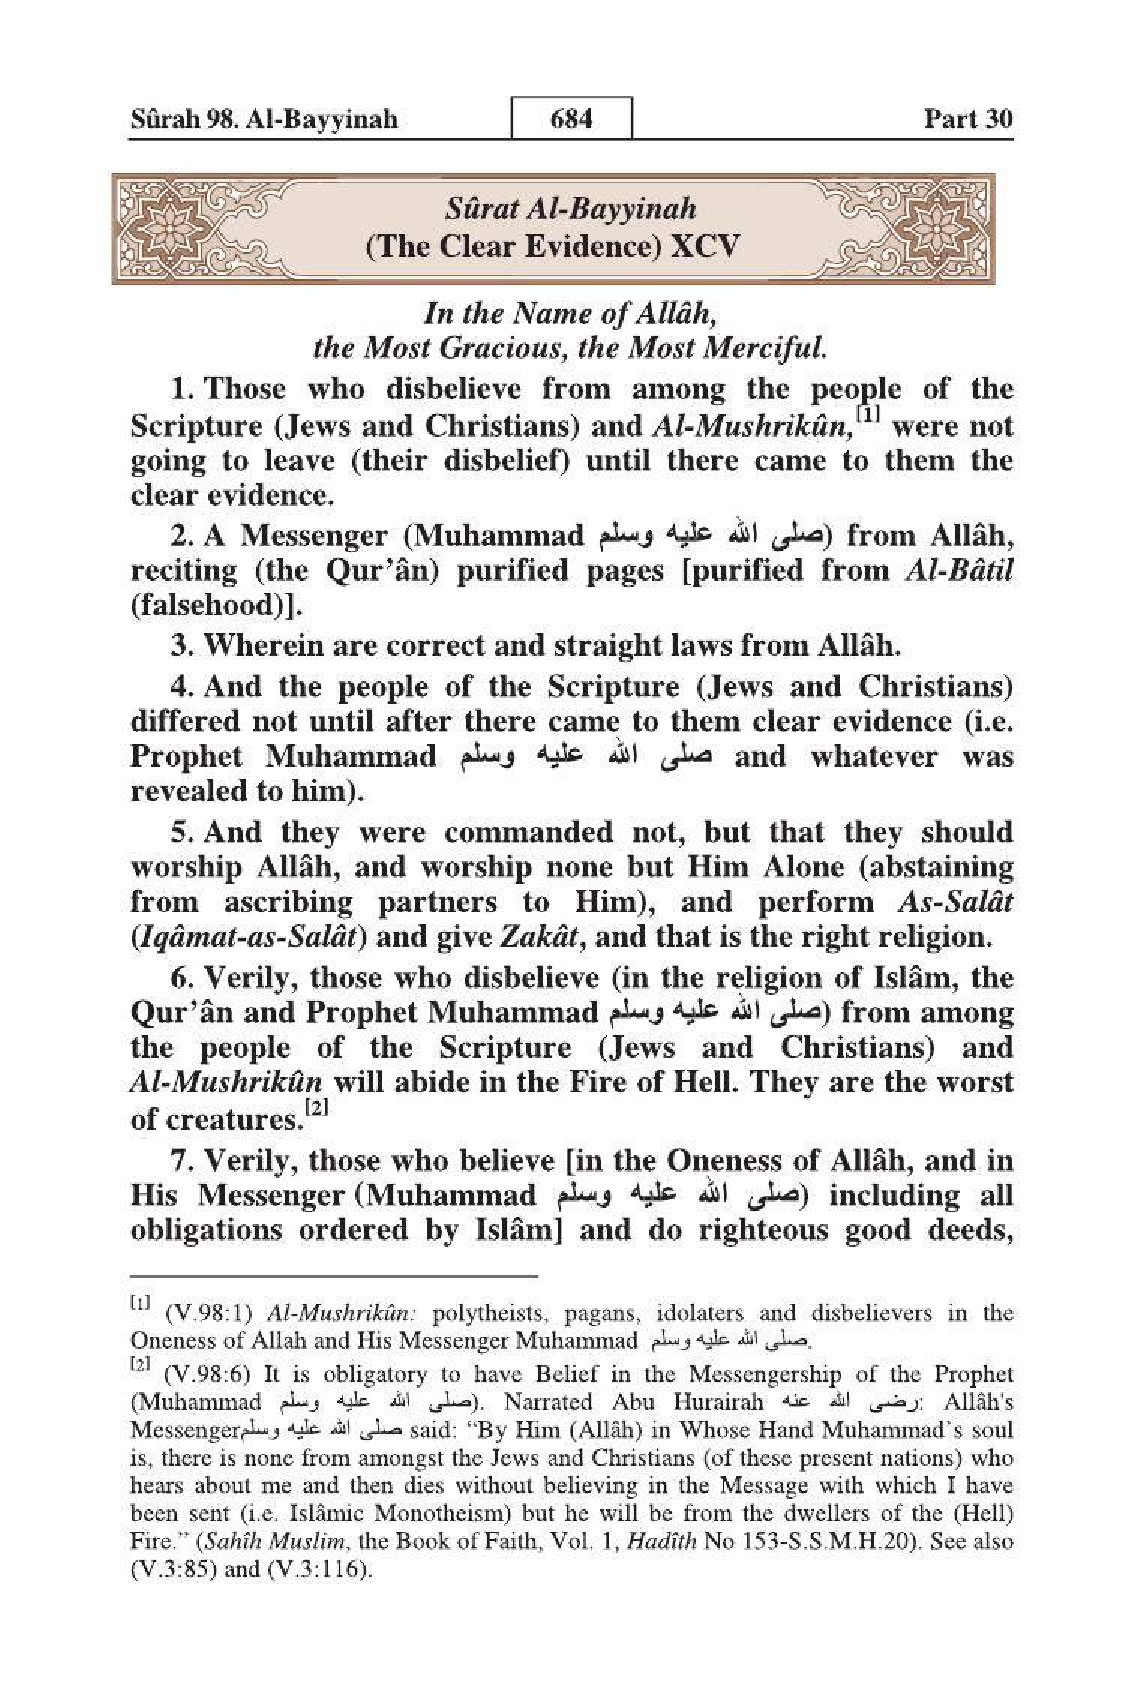 Sûrah 98. Al-Bayyinah 684 Part 30
Sûrat Al-Bayyinah
(The Clear Evidence) XCV
In the Name of Allâh,
the Most Gracious, the Most Merciful.
1. Those who disbelieve from among the people of the
Scripture (Jews and Christians) and Al-Mushrikûn,[1] were not
going to leave (their disbelief) until there came to them the
clear evidence.
2. A Messenger (Muhammad صلى الله عليه وسلم) from Allâh,
reciting (the Qur’ân) purified pages [purified from Al-Bâtil
(falsehood)].
3. Wherein are correct and straight laws from Allâh.
4. And the people of the Scripture (Jews and Christians)
differed not until after there came to them clear evidence (i.e.
Prophet Muhammad صلى الله عليه وسلم and whatever was
revealed to him).
5. And they were commanded not, but that they should
worship Allâh, and worship none but Him Alone (abstaining
from ascribing partners to Him), and perform As-Salât
(Iqâmat-as-Salât) and give Zakât, and that is the right religion.
6. Verily, those who disbelieve (in the religion of Islâm, the
Qur’ân and Prophet Muhammad صلى الله عليه وسلم) from among
the people of the Scripture (Jews and Christians) and
Al-Mushrikûn will abide in the Fire of Hell. They are the worst
of creatures.[2]
7. Verily, those who believe [in the Oneness of Allâh, and in
His Messenger (Muhammad صلى الله عليه وسلم) including all
obligations ordered by Islâm] and do righteous good deeds,
[1] (V.98:1) Al-Mushrikûn: polytheists, pagans, idolaters and disbelievers in the
Oneness of Allah and His Messenger Muhammad صلى الله عليه وسلم.
[2] (V.98:6) It is obligatory to have Belief in the Messengership of the Prophet
(Muhammad صلى الله عليه وسلم). Narrated Abu Hurairah رضى الله عنه: Allâh's
Messenger صلى الله عليه وسلم said: “By Him (Allâh) in Whose Hand Muhammad’s soul
is, there is none from amongst the Jews and Christians (of these present nations) who
hears about me and then dies without believing in the Message with which I have
been sent (i.e. Islâmic Monotheism) but he will be from the dwellers of the (Hell)
Fire.” (Sahîh Muslim, the Book of Faith, Vol. 1, Hadîth No 153-S.S.M.H.20). See also
(V.3:85) and (V.3:116).